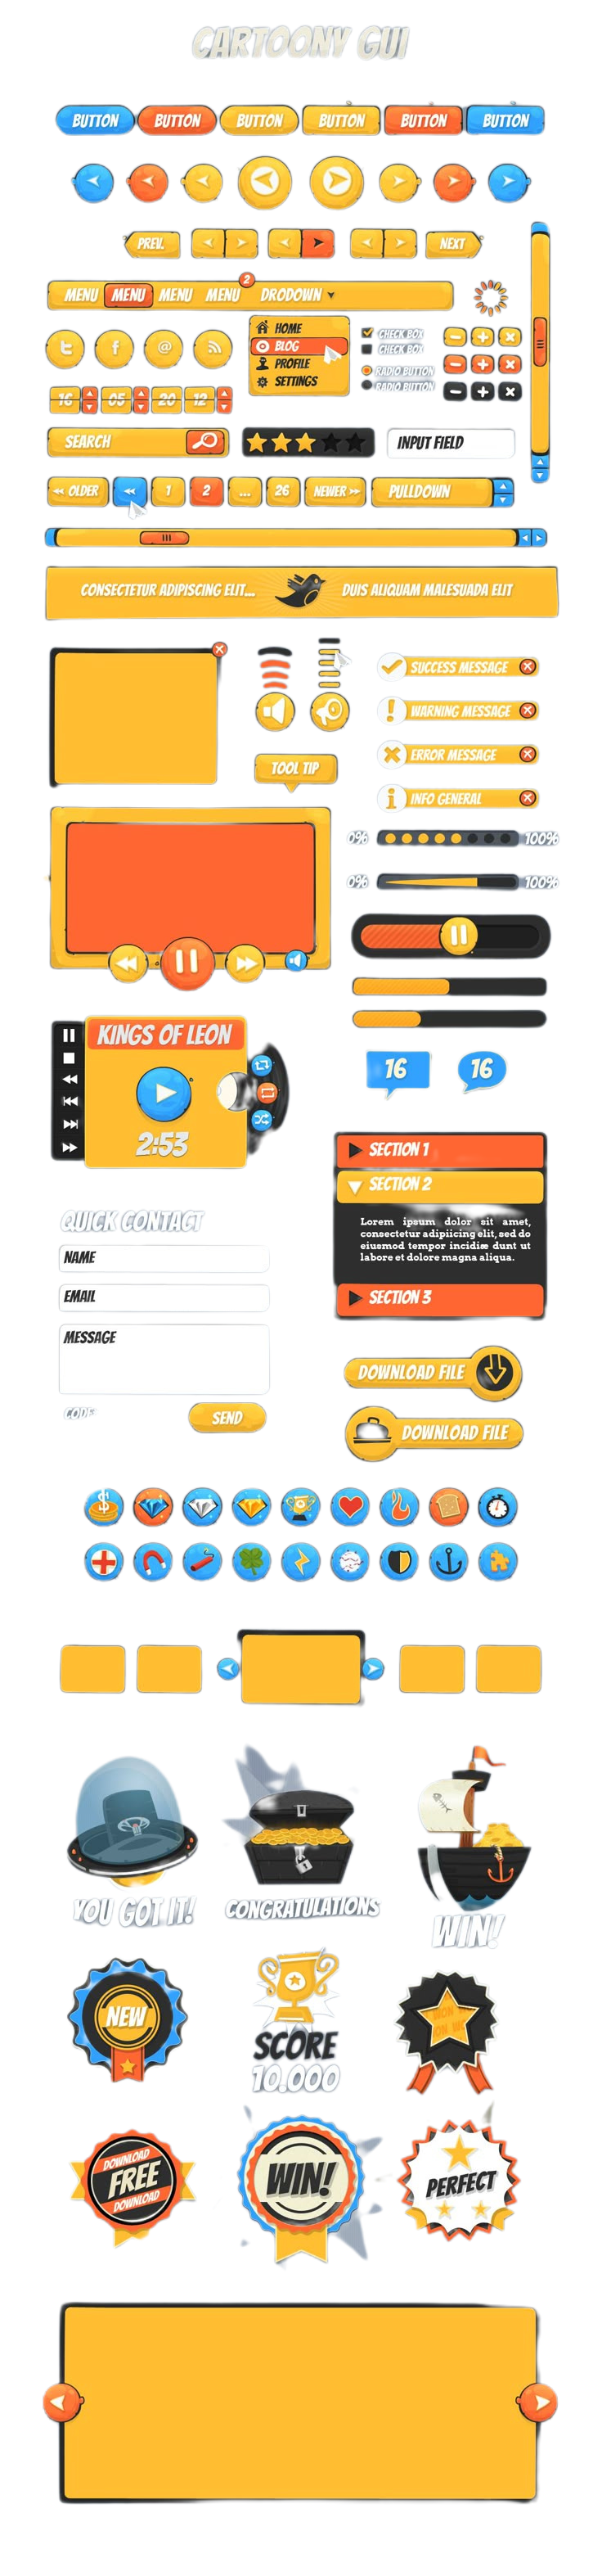 CARTOONY GUI
BUTTON BUTTON BUTTON BUTTON BUTTON BUTTON
PREV. NEXT
MENU MENU MENU MENU 2 DRODOWN
HOME
BLOG
PROFILE
SETTINGS
CHECK BOX
CHECK BOX
RADIO BUTTON
RADIO BUTTON
16 05 20 12
SEARCH
INPUT FIELD
OLDER 1 2 ... 26 NEWER PULLDOWN
CONSECTETUR ADIPISCING ELIT... DUIS ALIQUAM MALESUADA ELIT
SUCCESS MESSAGE
WARNING MESSAGE
ERROR MESSAGE
INFO GENERAL
TOOL TIP
0% 100%
0% 100%
KINGS OF LEON
2:53
16 16
SECTION 1
SECTION 2
Lorem ipsum dolor sit amet,
consectetur adipiscing elit, sed do
eiusmod tempor incidiæ dunt ut
labore et dolore magna aliqua.
SECTION 3
QUICK CONTACT
NAME
EMAIL
MESSAGE
CODE:
SEND
DOWNLOAD FILE
DOWNLOAD FILE
YOU GOT IT!
CONGRATULATIONS
WIN!
NEW
SCORE
10.000
DOWNLOAD
FREE
DOWNLOAD
WIN!
PERFECT